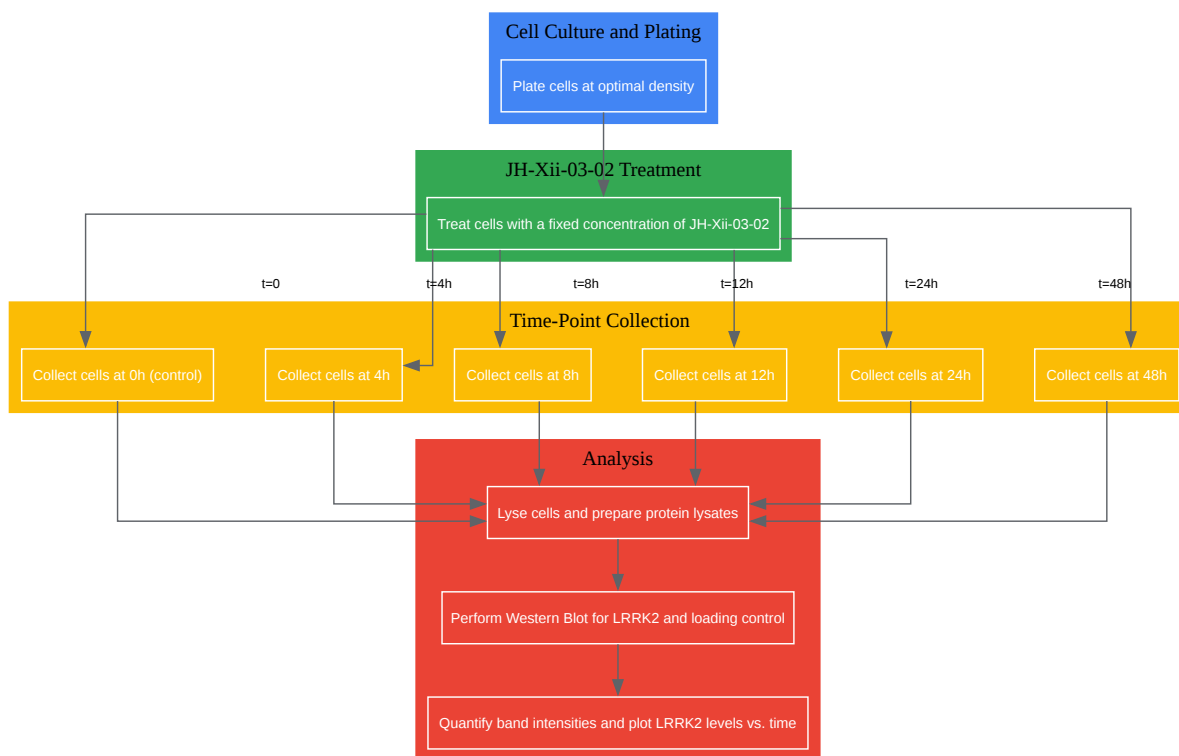 Cell Culture and Plating
Plate cells at optimal density
JH-Xii-03-02 Treatment
Treat cells with a fixed concentration of JH-Xii-03-02
t=0
t=4h
t=8h
t=12h
t=24h
t=48h
Time-Point Collection
Collect cells at 0h (control)
Collect cells at 4h
Collect cells at 8h
Collect cells at 12h
Collect cells at 24h
Collect cells at 48h
Analysis
Lyse cells and prepare protein lysates
Perform Western Blot for LRRK2 and loading control
Quantify band intensities and plot LRRK2 levels vs. time